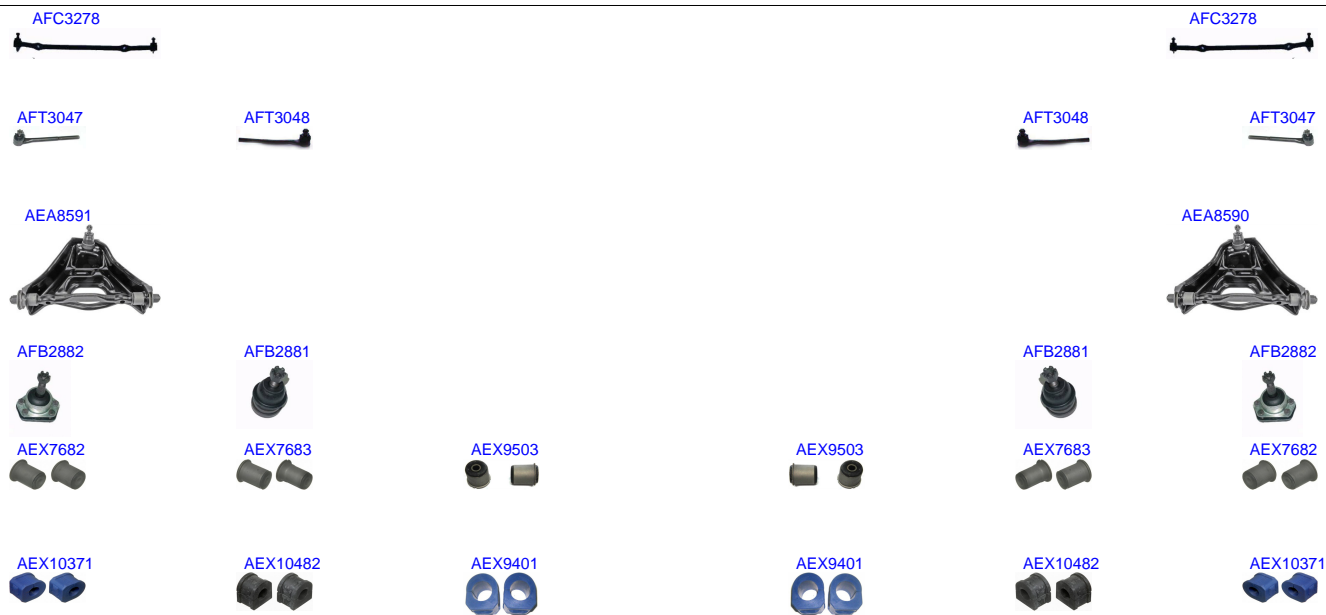 AFC3278 AFC3278
AFT3047 AFT3048 AFT3048 AFT3047
AEA8591 AEA8590
AFB2882 AFB2881 AFB2881 AFB2882
AEX7682 AEX7683 AEX9503 AEX9503 AEX7683 AEX7682
AEX10371 AEX10482 AEX9401 AEX9401 AEX10482 AEX10371